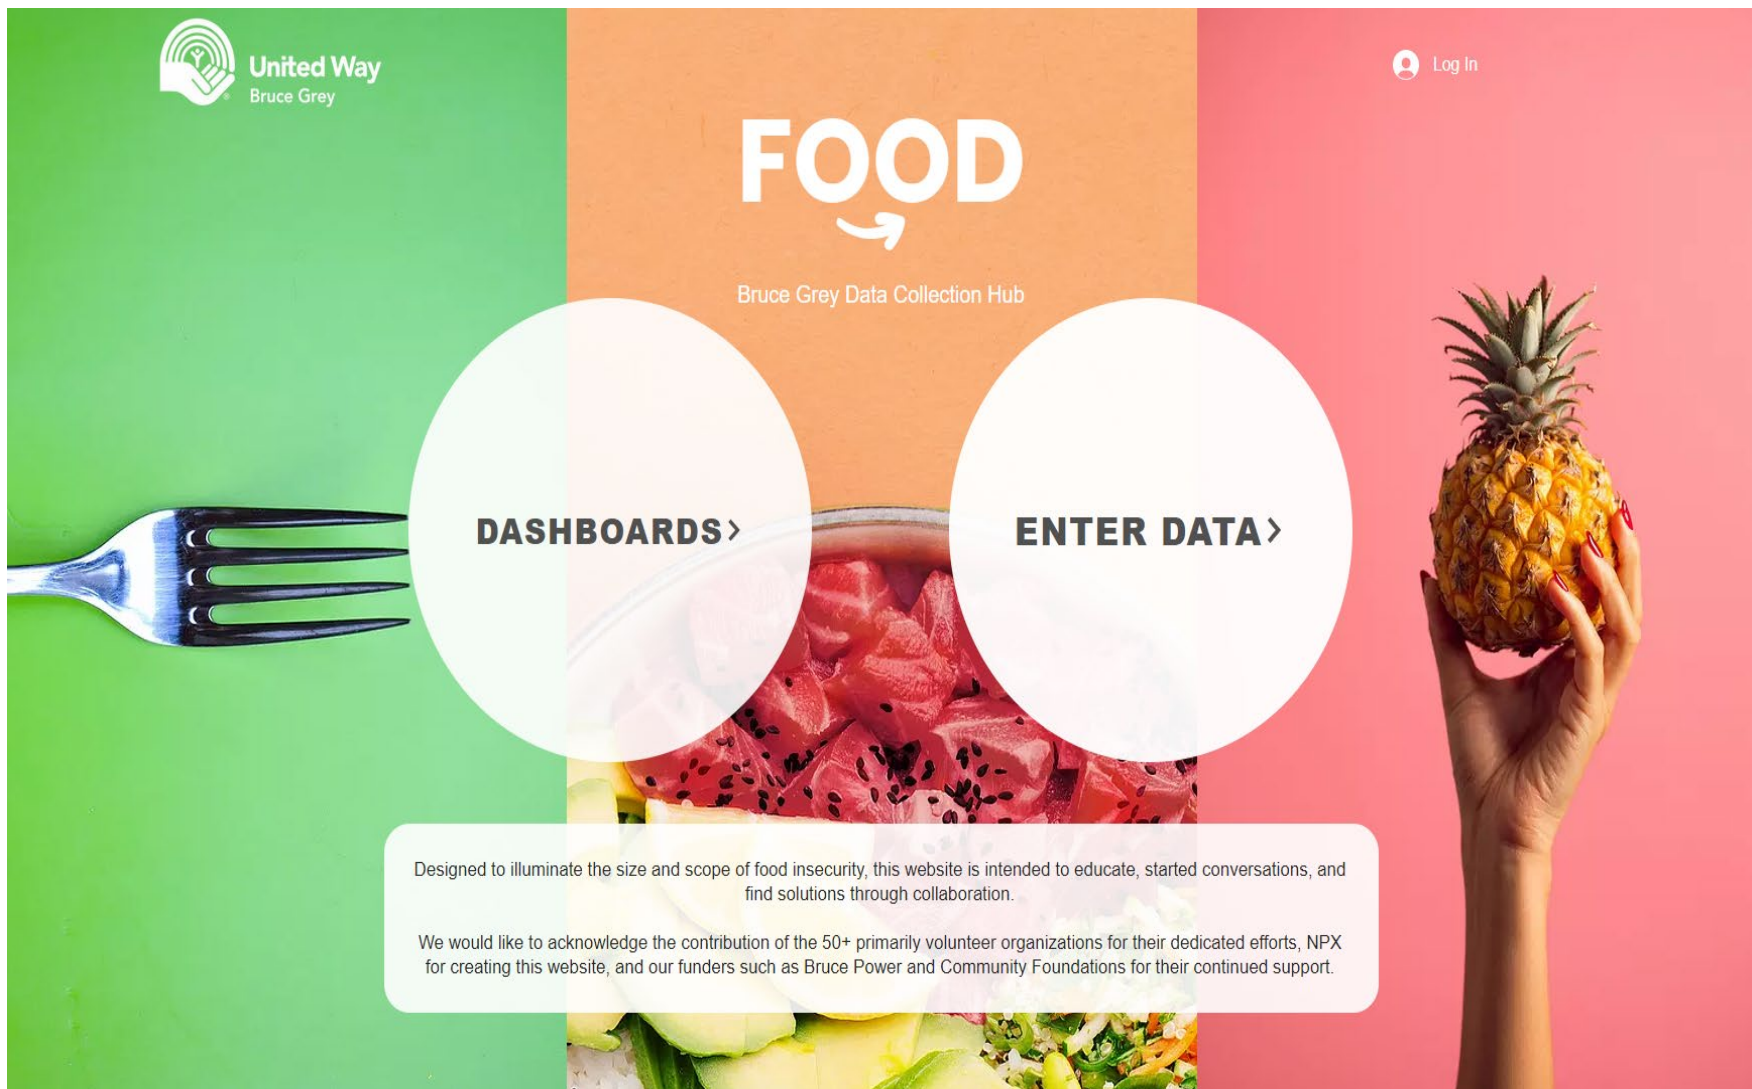 United Way
Bruce Grey
Log In
FOOD
Bruce Grey Data Collection Hub
DASHBOARDS>
ENTER DATA>
Designed to illuminate the size and scope of food insecurity, this website is intended to educate, started conversations, and
find solutions through collaboration.
We would like to acknowledge the contribution of the 50+ primarily volunteer organizations for their dedicated efforts, NPX
for creating this website, and our funders such as Bruce Power and Community Foundations for their continued support.